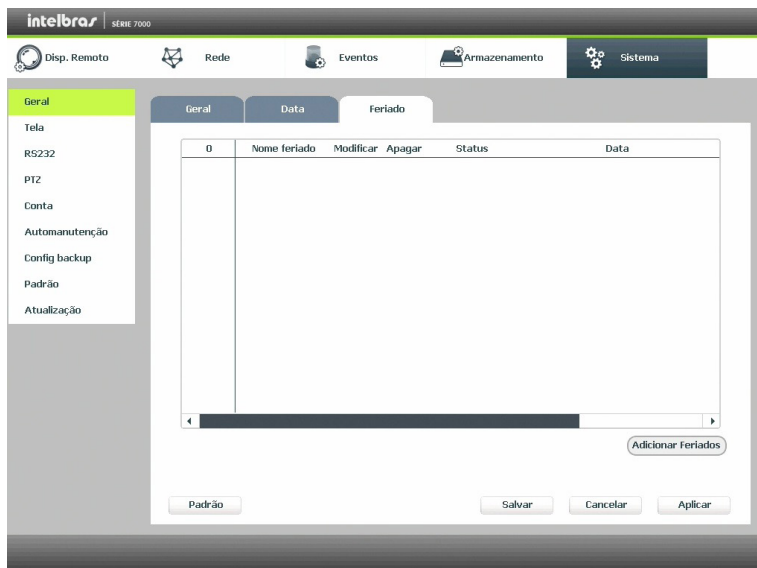 intelbras SÉRIE 7000
Disp. Remoto Rede Eventos Armazenamento Sistema
Geral
Tela
RS232
PTZ
Conta
Automanutenção
Config backup
Padrão
Atualização
Geral Data Feriado
0 Nome feriado Modificar Apagar Status Data
Adicionar Feriados
Padrão Salvar Cancelar Aplicar